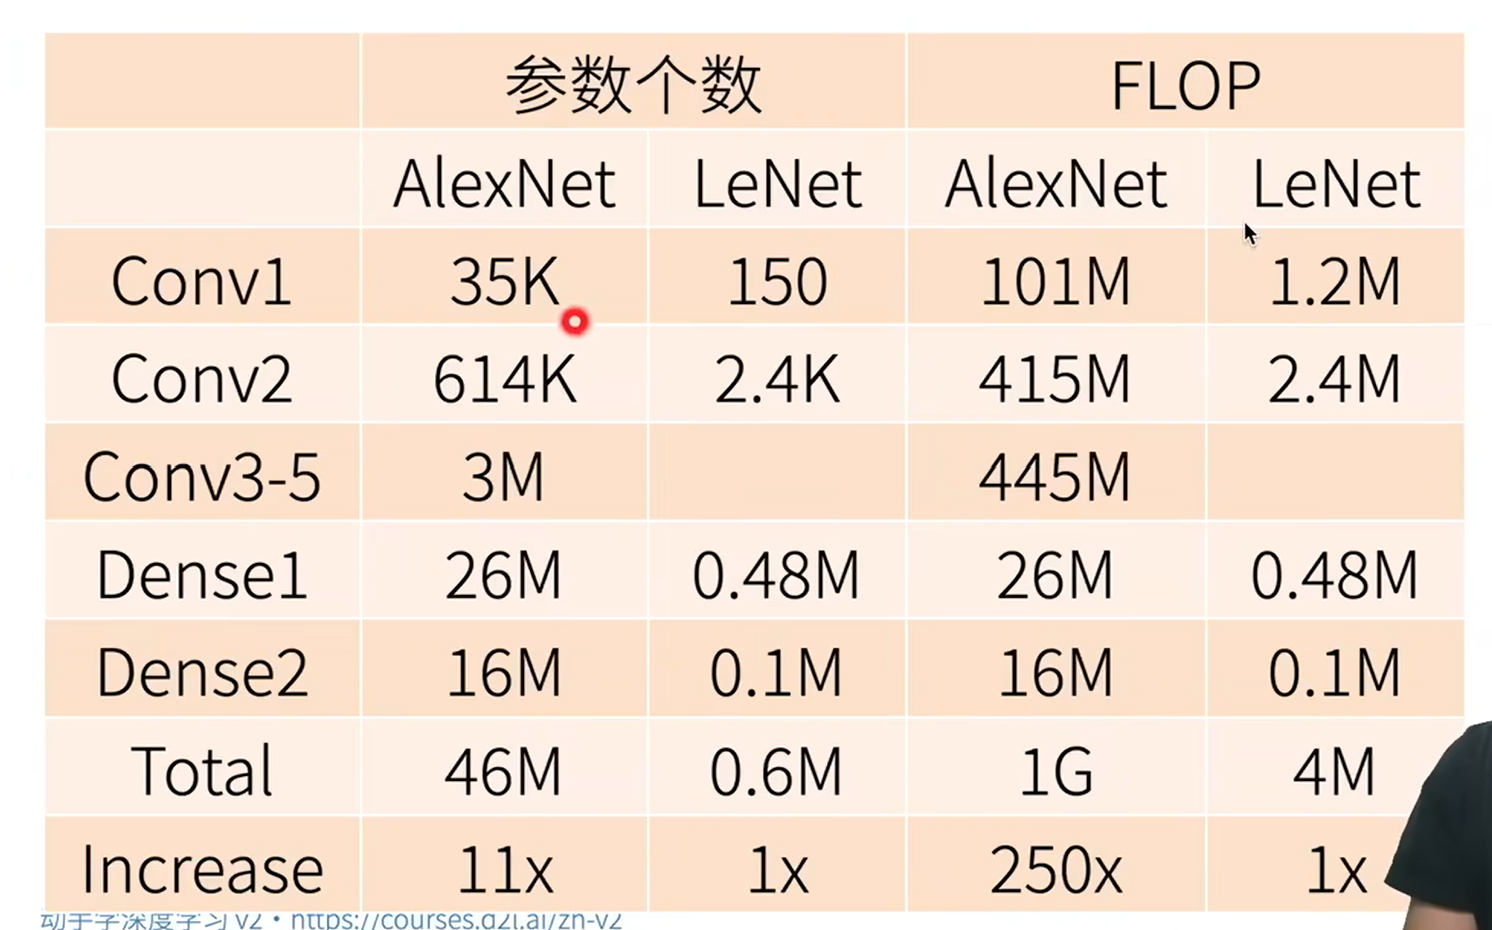 参数个数 FLOP
AlexNet LeNet AlexNet LeNet
Conv1 35K 150 101M 1.2M
Conv2 614K 2.4K 415M 2.4M
Conv3-5 3M 445M
Dense1 26M 0.48M 26M 0.48M
Dense2 16M 0.1M 16M 0.1M
Total 46M 0.6M 1G 4M
Increase 11x 1x 250x 1x
动手学深度学习 v2 • https://courses.d2l.ai/zh-v2